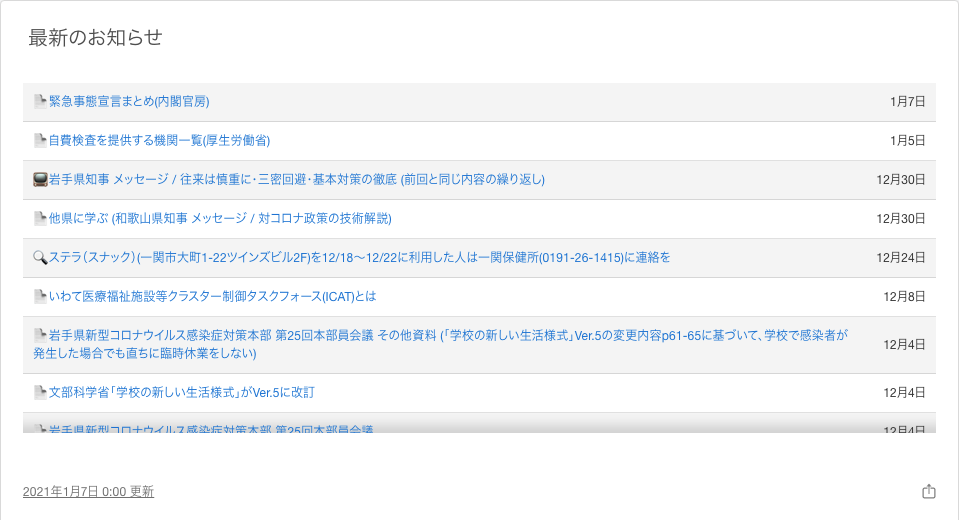 最新のお知らせ
緊急事態宣言まとめ(内閣官房) 1月7日
自費検査を提供する機関一覧(厚生労働省) 1月5日
岩手県知事 メッセージ / 往来は慎重に・三密回避・基本対策の徹底 (前回と同じ内容の繰り返し) 12月30日
他県に学ぶ (和歌山県知事 メッセージ / 対コロナ政策の技術解説) 12月30日
ステラ（スナック）(一関市大町1-22ツインズビル2F)を12/18〜12/22に利用した人は一関保健所(0191-26-1415)に連絡を 12月24日
いわて医療福祉施設等クラスター制御タスクフォース(ICAT)とは 12月8日
岩手県新型コロナウイルス感染症対策本部 第25回本部員会議 その他資料 (「学校の新しい生活様式」Ver.5の変更内容p61-65に基づいて、学校で感染者が
発生した場合でも直ちに臨時休業をしない) 12月4日
文部科学省「学校の新しい生活様式」がVer.5に改訂 12月4日
岩手県新型コロナウイルス感染症対策本部 第25回本部員会議 12月4日
2021年1月7日 0:00 更新